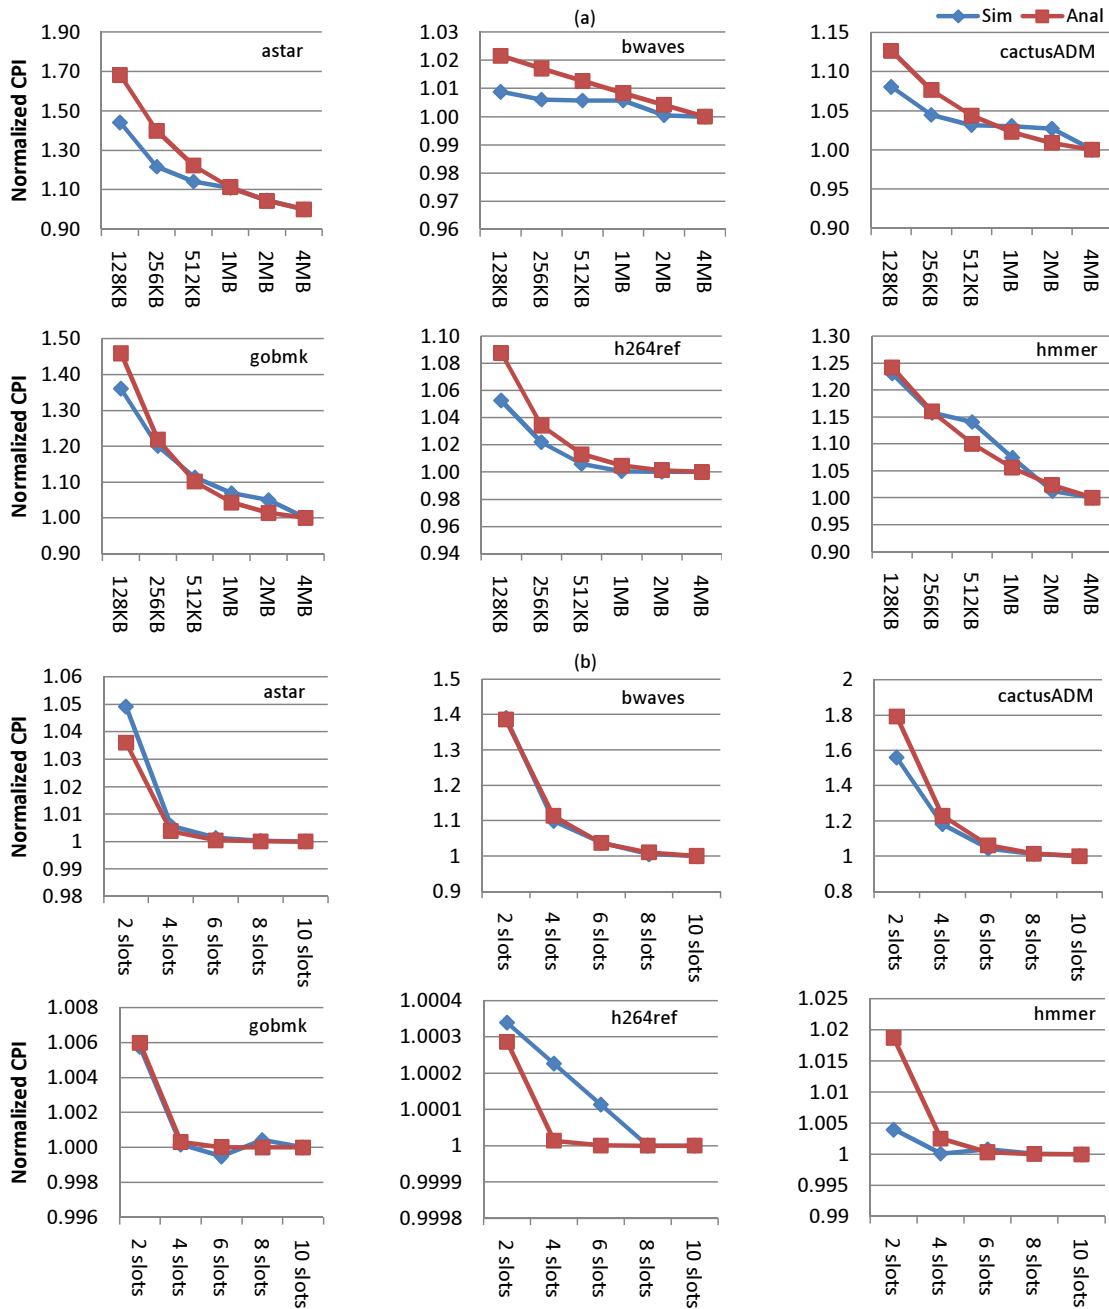 (a)
Sim Anal
Normalized CPI
astar
1.90
1.70
1.50
1.30
1.10
0.90
128KB 256KB 512KB 1MB 2MB 4MB
bwaves
1.03
1.02
1.01
1.00
0.99
0.98
0.97
0.96
128KB 256KB 512KB 1MB 2MB 4MB
cactusADM
1.15
1.10
1.05
1.00
0.95
0.90
128KB 256KB 512KB 1MB 2MB 4MB
Normalized CPI
gobmk
1.50
1.40
1.30
1.20
1.10
1.00
0.90
128KB 256KB 512KB 1MB 2MB 4MB
h264ref
1.10
1.08
1.06
1.04
1.02
1.00
0.98
0.96
0.94
128KB 256KB 512KB 1MB 2MB 4MB
hmmer
1.30
1.25
1.20
1.15
1.10
1.05
1.00
0.95
0.90
128KB 256KB 512KB 1MB 2MB 4MB
(b)
Normalized CPI
astar
1.06
1.05
1.04
1.03
1.02
1.01
1
0.99
0.98
2 slots 4 slots 6 slots 8 slots 10 slots
bwaves
1.5
1.4
1.3
1.2
1.1
1
0.9
2 slots 4 slots 6 slots 8 slots 10 slots
cactusADM
2
1.8
1.6
1.4
1.2
1
0.8
2 slots 4 slots 6 slots 8 slots 10 slots
Normalized CPI
gobmk
1.008
1.006
1.004
1.002
1.000
0.998
0.996
2 slots 4 slots 6 slots 8 slots 10 slots
h264ref
1.0004
1.0003
1.0002
1.0001
1
0.9999
0.9998
2 slots 4 slots 6 slots 8 slots 10 slots
hmmer
1.025
1.02
1.015
1.01
1.005
1
0.995
0.99
2 slots 4 slots 6 slots 8 slots 10 slots